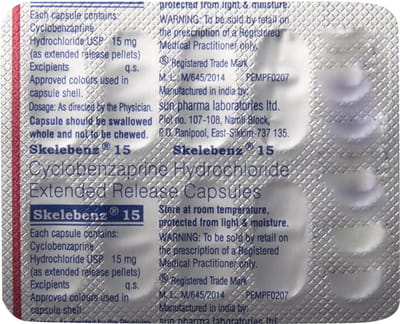 Each capsule contains:
Cyclobenzaprine
Hydrochloride USP 15 mg
(as extended release pellets)
Excipients q.s.
Approved colours used in
capsule shell.
Dosage: As directed by the Physician.
Capsule should be swallowed
whole and not to be chewed.
protected from light & moisture.
WARNING: To be sold by retail on
the prescription of a Registered
Medical Practitioner only.
® Registered Trade Mark
M. L. M/645/2014 PEMPF0207
Manufactured in India by:
sun pharma laboratories ltd.
Plot no. 107-108, Namli Block,
P.O. Ranipool, East-Sikkim-737 135.
Skelebenz® 15 Skelebenz® 15
Cyclobenzaprine Hydrochloride
Extended Release Capsules
Skelebenz® 15
Each capsule contains:
Cyclobenzaprine
Hydrochloride USP 15 mg
(as extended release pellets)
Excipients q.s.
Approved colours used in
capsule shell.
Store at room temperature,
protected from light & moisture.
WARNING: To be sold by retail on
the prescription of a Registered
Medical Practitioner only.
® Registered Trade Mark
M. L. M/645/2014 PEMPF0207
Manufactured in India by:
sun pharma laboratories ltd.